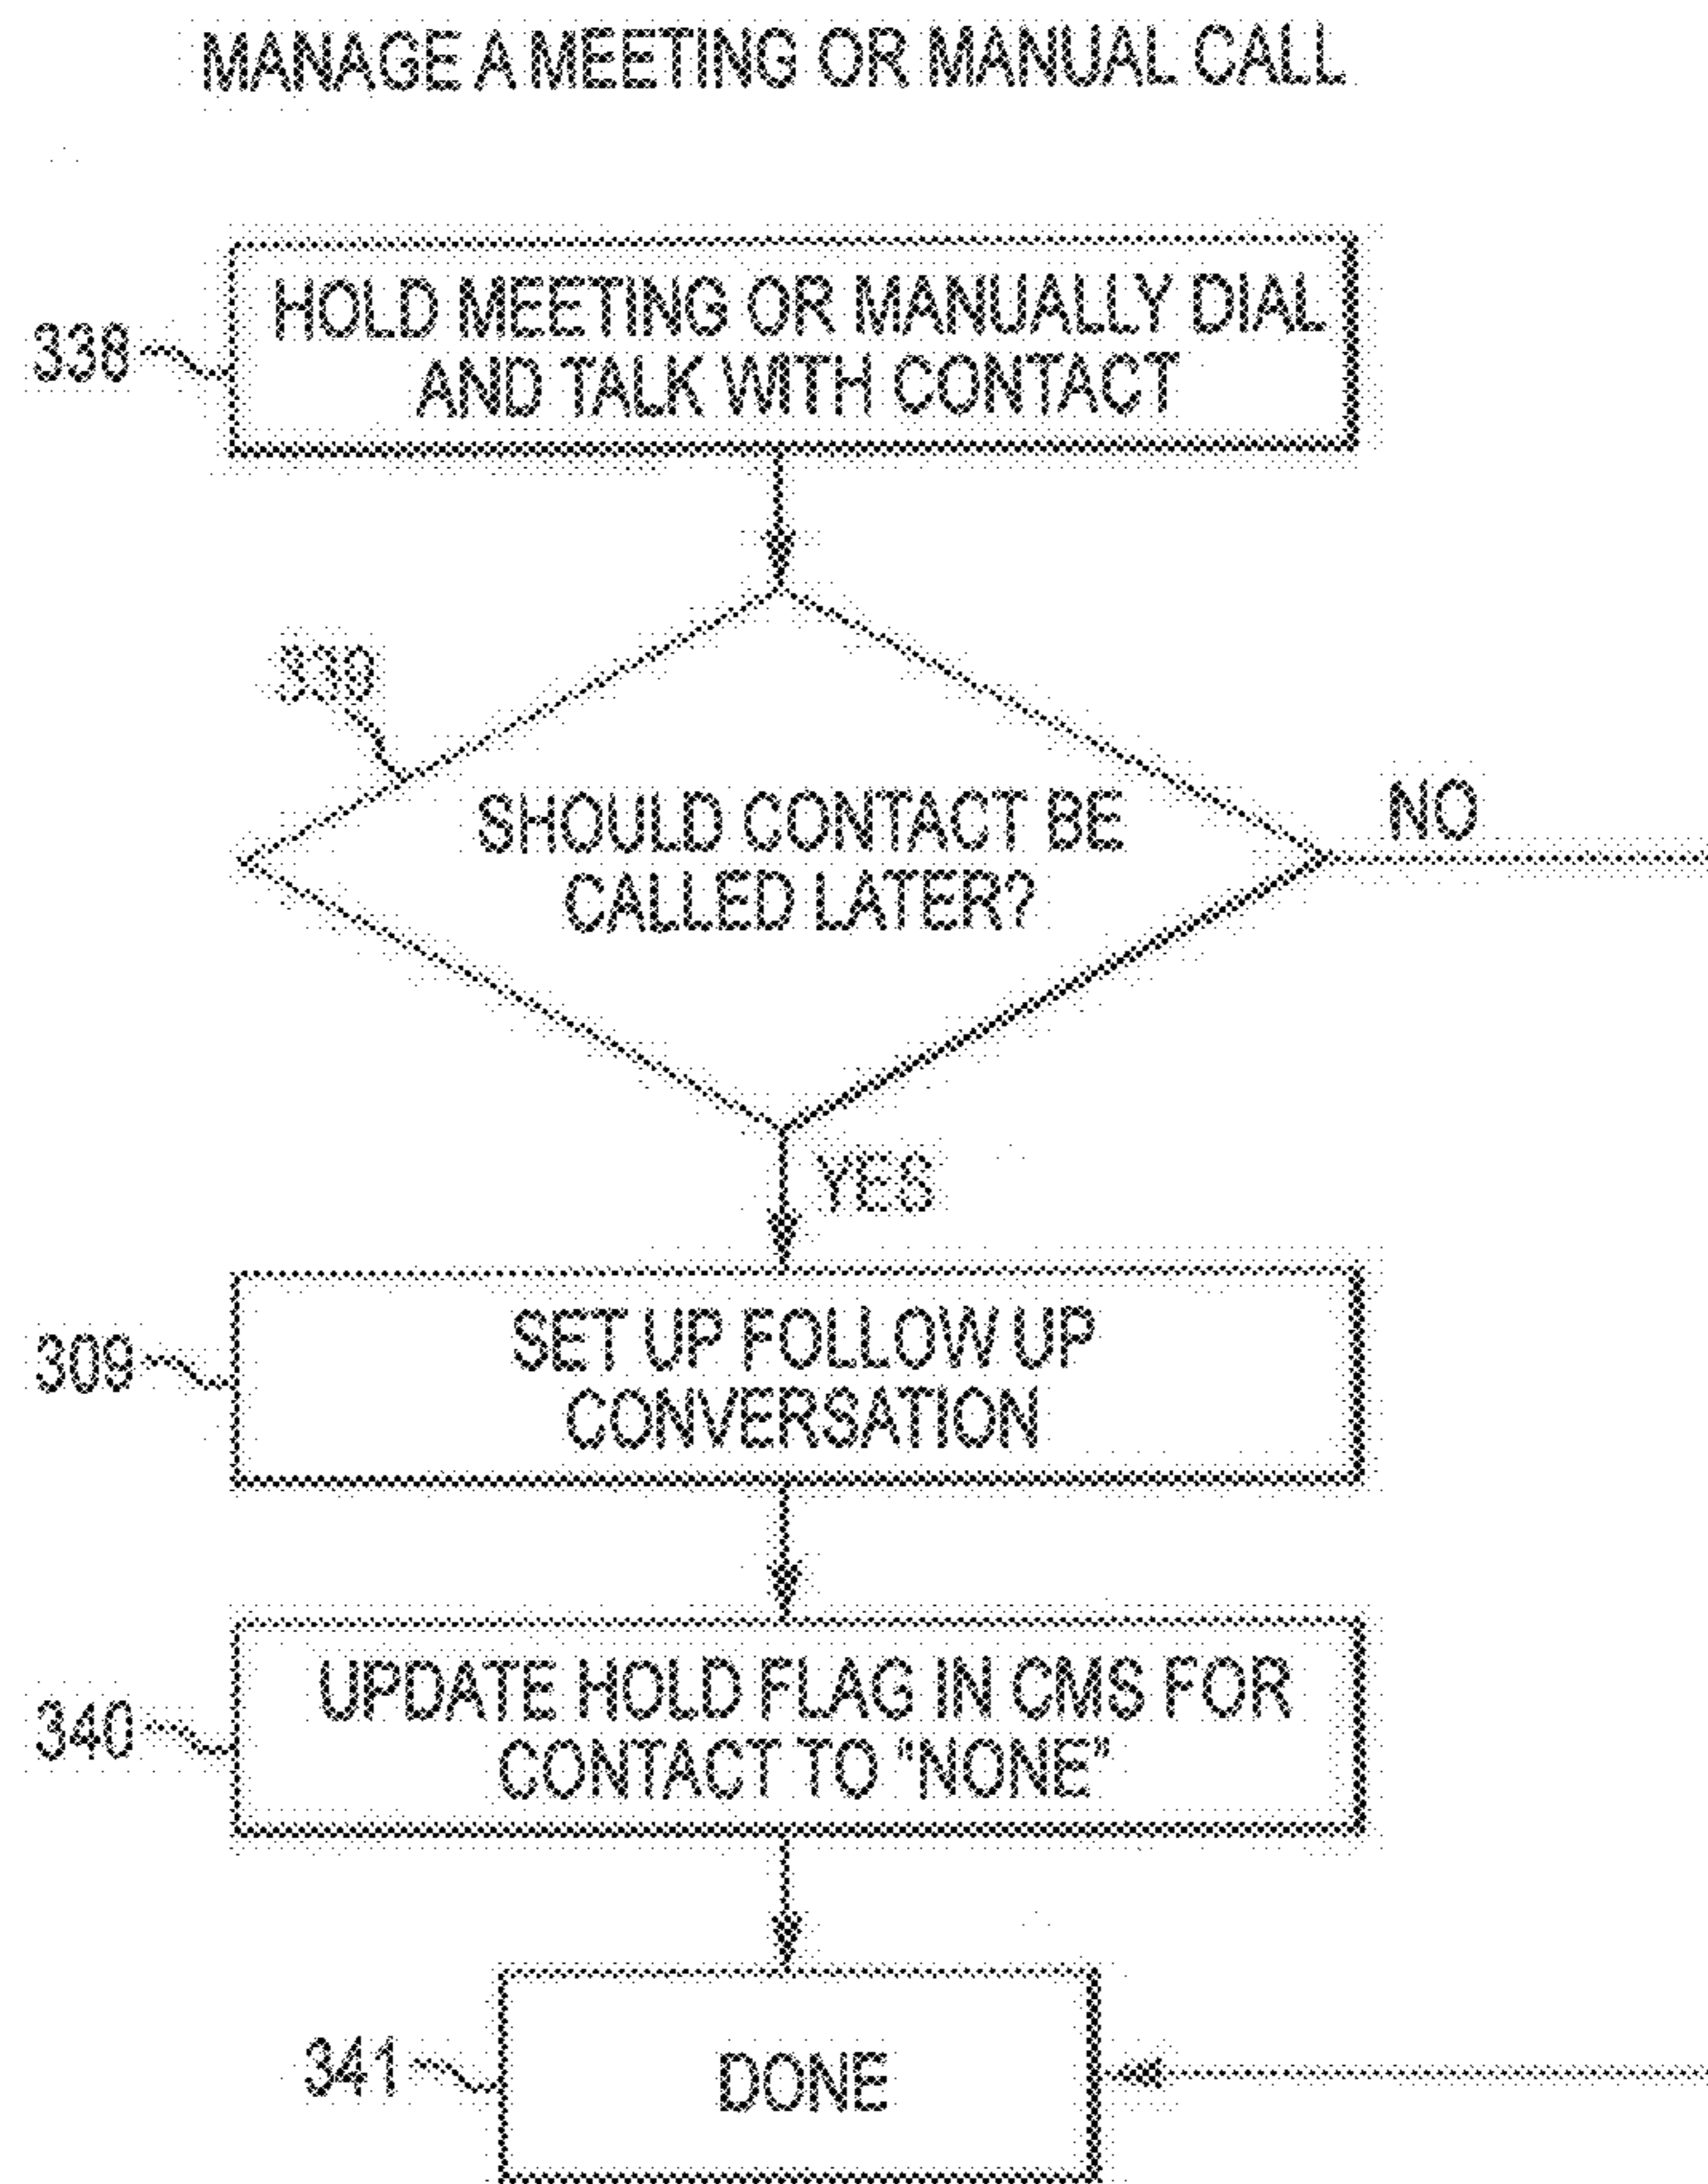 MANAGE A MEETING OR MANUAL CALL
338
HOLD MEETING OR MANUALLY DIAL
AND TALK WITH CONTACT
339
SHOULD CONTACT BE
CALLED LATER?
NO
YES
309
SET UP FOLLOW UP
CONVERSATION
340
UPDATE HOLD FLAG IN CMS FOR
CONTACT TO “NONE”
341
DONE